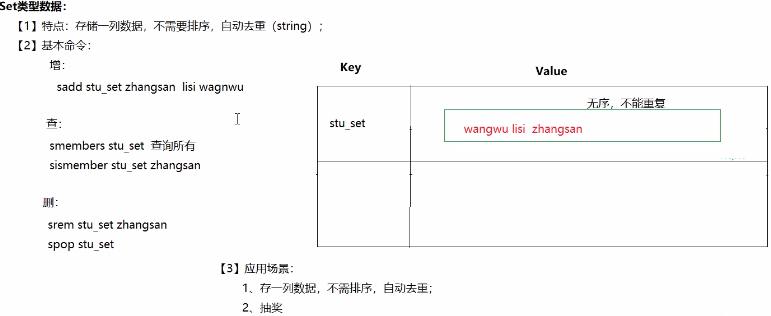 Set类型数据：
【1】特点：存储一列数据，不需要排序，自动去重（string）;
【2】基本命令：
增：
sadd stu_set zhangsan lisi wagnwu
查：
smembers stu_set 查询所有
sismember stu_set zhangsan
删：
srem stu_set zhangsan
spop stu_set
Key Value
无序，不能重复
stu_set
wangwu lisi zhangsan
【3】应用场景：
1、存一列数据，不需排序，自动去重；
2、抽奖